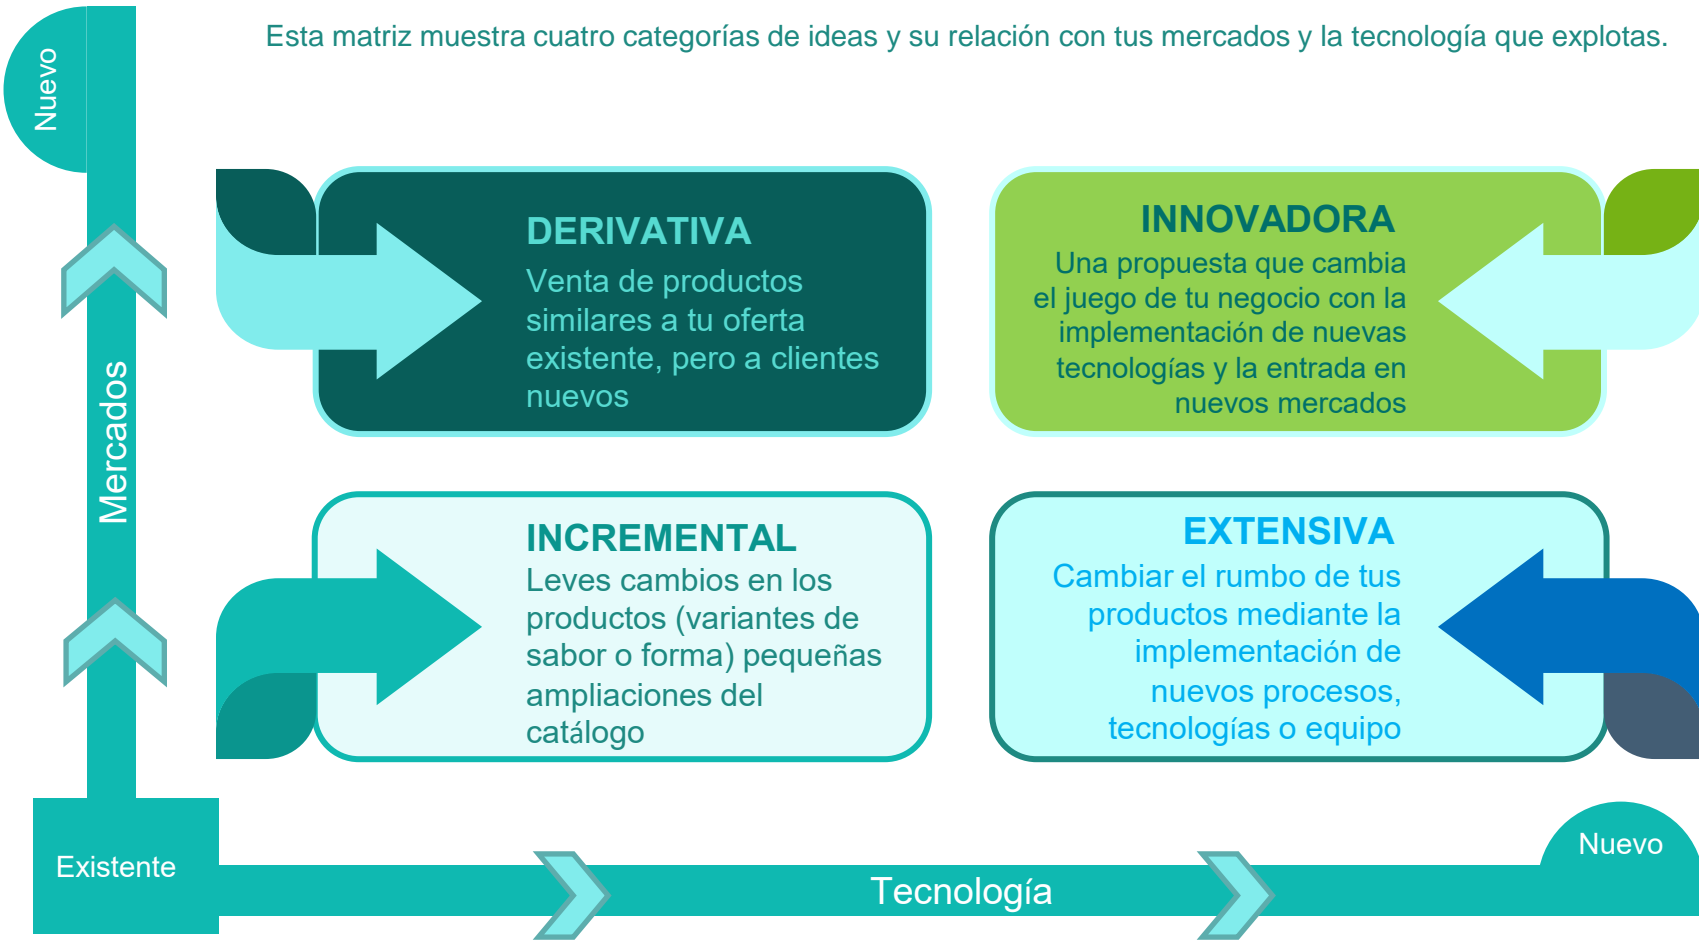 Esta matriz muestra cuatro categorías de ideas y su relación con tus mercados y la tecnología que explotas.
Nuevo
Mercados
DERIVATIVA
Venta de productos
similares a tu oferta
existente, pero a clientes
nuevos
INNOVADORA
Una propuesta que cambia
el juego de tu negocio con la
implementación de nuevas
tecnologías y la entrada en
nuevos mercados
INCREMENTAL
Leves cambios en los
productos (variantes de
sabor o forma) pequeñas
ampliaciones del
catálogo
EXTENSIVA
Cambiar el rumbo de tus
productos mediante la
implementación de
nuevos procesos,
tecnologías o equipo
Existente
Tecnología
Nuevo